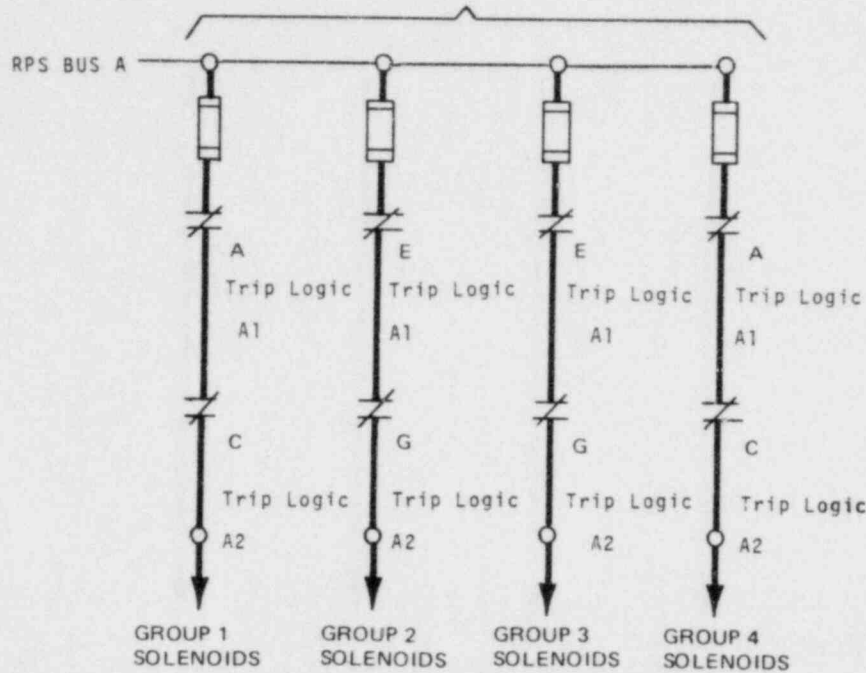 RPS BUS A
A E E A
Trip Logic Trip Logic Trip Logic Trip Logic
A1 A1 A1 A1
C G G C
Trip Logic Trip Logic Trip Logic Trip Logic
A2 A2 A2 A2
GROUP 1 GROUP 2 GROUP 3 GROUP 4
SOLENOIDS SOLENOIDS SOLENOIDS SOLENOIDS